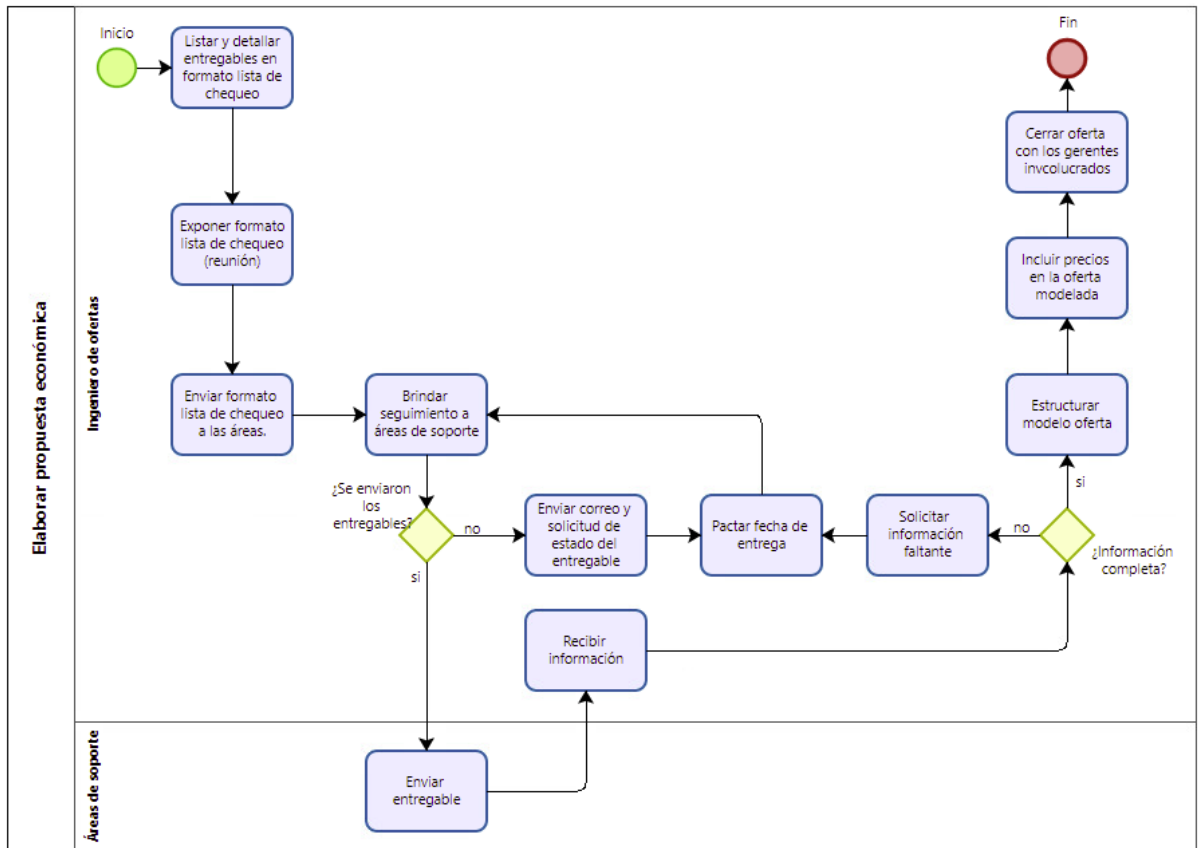 Elaborar propuesta económica
Ingeniero de ofertas
Inicio
Listar y detallar
entregables en
formato lista de
chequeo
Exponer formato
lista de chequeo
(reunión)
Enviar formato
lista de chequeo
a las áreas.
Brindar
seguimiento a
áreas de soporte
¿Se enviaron
los
entregables?
no
si
Enviar correo y
solicitud de
estado del
entregable
Pactar fecha de
entrega
Solicitar
información
faltante
no
¿Información
completa?
si
Estructurar
modelo oferta
Incluir precios
en la oferta
modelada
Cerrar oferta
con los gerentes
invcolucrados
Fin
Recibir
información
Áreas de soporte
Enviar
entregable